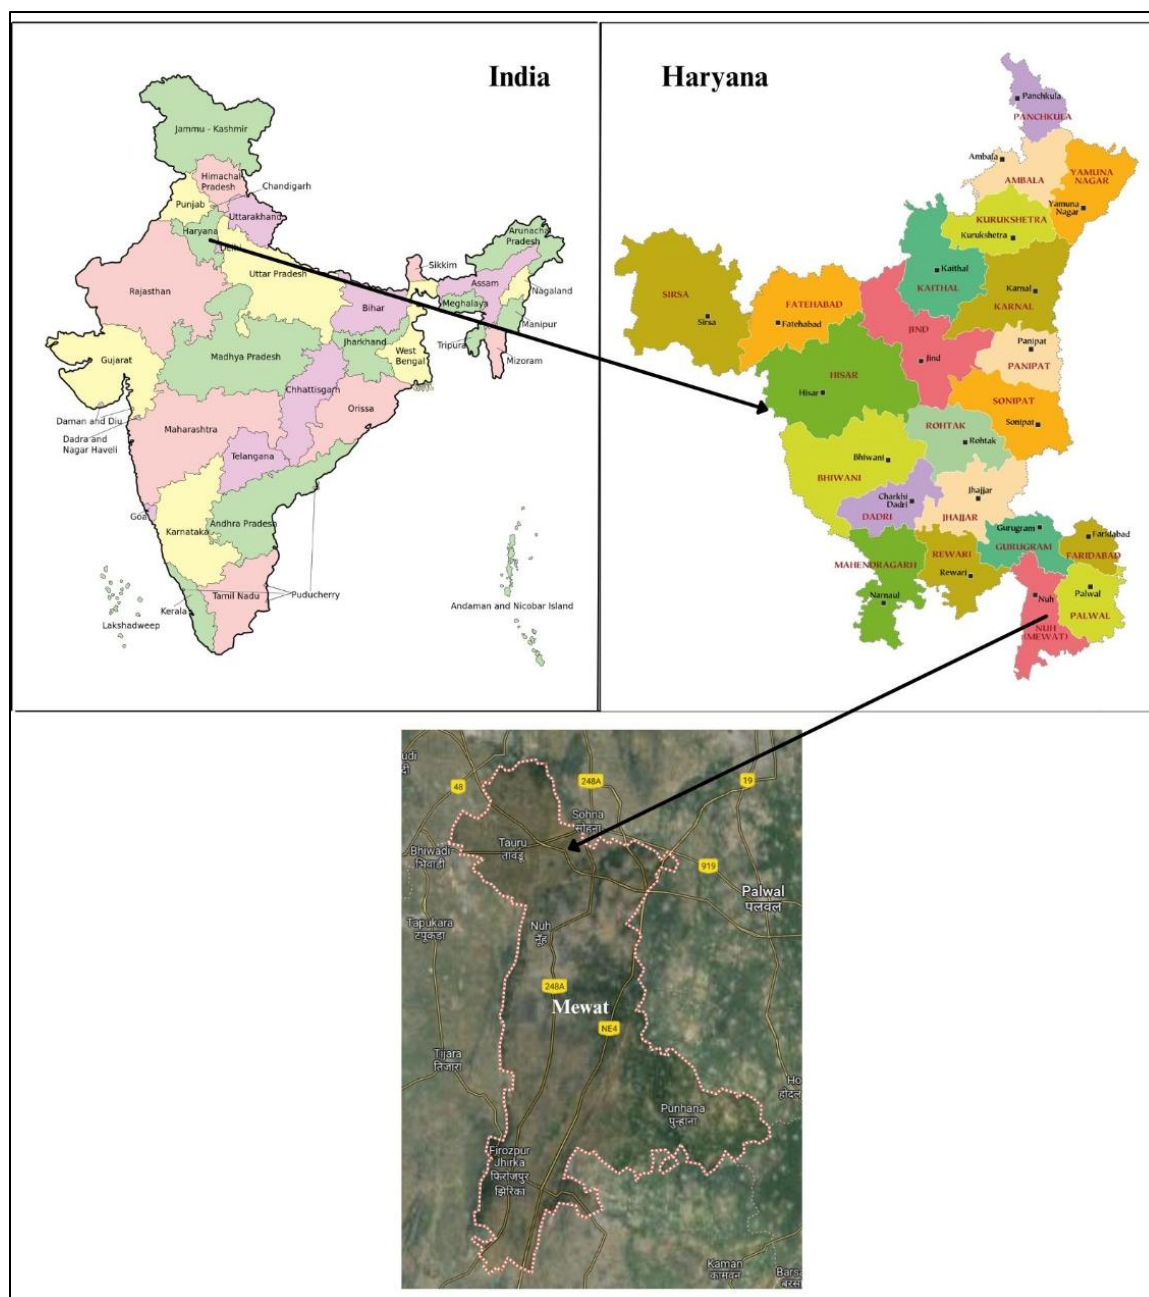 India
Jammu - Kashmir
Himachal
Pradesh
Chandigarh
Punjab
Uttarakhand
Haryana
Delhi
Arunachal
Pradesh
Sikkim
Uttar Pradesh
Assam
Nagaland
Rajasthan
Bihar
Meghalaya
Manipur
Jharkhand
Tripura
West
Bengal
Mizoram
Gujarat
Madhya Pradesh
Chhattisgarh
Orissa
Daman and Diu
Dadra and
Nagar Haveli
Maharashtra
Telangana
Goa
Andhra Pradesh
Karnataka
Tamil Nadu
Puducherry
Kerala
Lakshadweep
Andaman and Nicobar Island
Haryana
Panchkula
PANCHKULA
Ambala
AMBALA
YAMUNA
NAGAR
Yamuna
Nagar
KURUKSHETRA
Kurukshetra
Kaithal
KAITHAL
Karnal
KARNAL
SIRSA
Sirsa
FATEHABAD
Fatehabad
JIND
Jind
Panipat
PANIPAT
HISAR
Hisar
SONIPAT
Sonipat
ROHTAK
Rohtak
Bhiwani
BHIWANI
Charkhi
Dadri
DADRI
Jhajjar
JHAJJAR
Gurugram
GURUGRAM
Faridabad
FARIDABAD
MAHENDRAGARH
Narnaul
REWARI
Rewari
Nuh
NUH
(MEWAT)
Palwal
PALWAL
48
248A
19
Sohna
सोहना
Tauru
तावडू
Bhiwadi
भिवाड़ी
919
Palwal
पलवल
Tapukara
टपूकड़ा
Nuh
नूँह
248A
Mewat
NE4
Tijara
तिजारा
Punhana
पुन्हाना
Firozpur
Jhirka
फिरोजपुर
झिरिका
Kaman